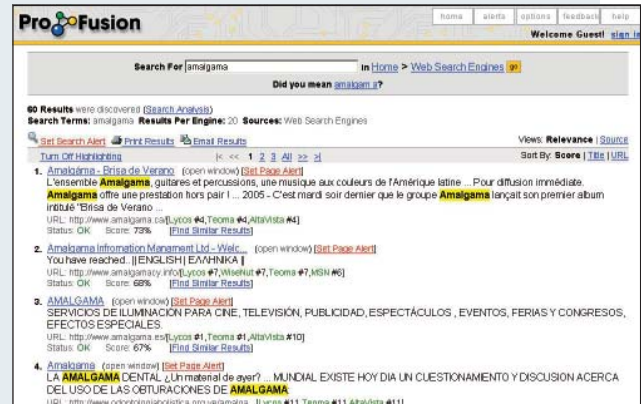 ProFusion
home alerts options feedback help
Welcome Guest! sign in
Search For amalgama in Home > Web Search Engines go
Did you mean amalgam a?
60 Results were discovered (Search Analysis)
Search Terms: amalgama Results Per Engine: 20 Sources: Web Search Engines
Set Search Alert Print Results Email Results Views: Relevance | Source
Turn Off Highlighting |< << 1 2 3 All >> >| Sort By: Score | Title | URL
1. Amalgáma - Brisa de Verano (open window) [Set Page Alert]
L'ensemble Amalgama, guitares et percussions, une musique aux couleurs de l'Amérique latine ... Pour diffusion immédiate.
Amalgama offre une prestation hors pair ! ... 2005 - C'est mardi soir dernier que le groupe Amalgama lançait son premier album
intitulé "Brisa de Verano ...
URL: http://www.amalgama.ca/[Lycos #4,Teoma #4,AltaVista #4]
Status: OK Score: 73% [Find Similar Results]
2. Amalgama Infromation Manament Ltd - Welc... (open window) [Set Page Alert]
You have reached.. || ENGLISH | ΕΛΛΗΝΙΚΑ ||
URL: http://www.amalgamacy.info/[Lycos #7,WiseNut #7,Teoma #7,MSN #6]
Status: OK Score: 68% [Find Similar Results]
3. AMALGAMA (open window) [Set Page Alert]
SERVICIOS DE ILUMINACIÓN PARA CINE, TELEVISIÓN, PUBLICIDAD, ESPECTÁCULOS , EVENTOS, FERIAS Y CONGRESOS,
EFECTOS ESPECIALES.
URL: http://www.amalgama.es/[Lycos #1,Teoma #1,AltaVista #10]
Status: OK Score: 67% [Find Similar Results]
4. Amalgama (open window) [Set Page Alert]
LA AMALGAMA DENTAL ¿Un material de ayer? ... MUNDIAL EXISTE HOY DIA UN CUESTIONAMIENTO Y DISCUSION ACERCA
DEL USO DE LAS OBTURACIONES DE AMALGAMA